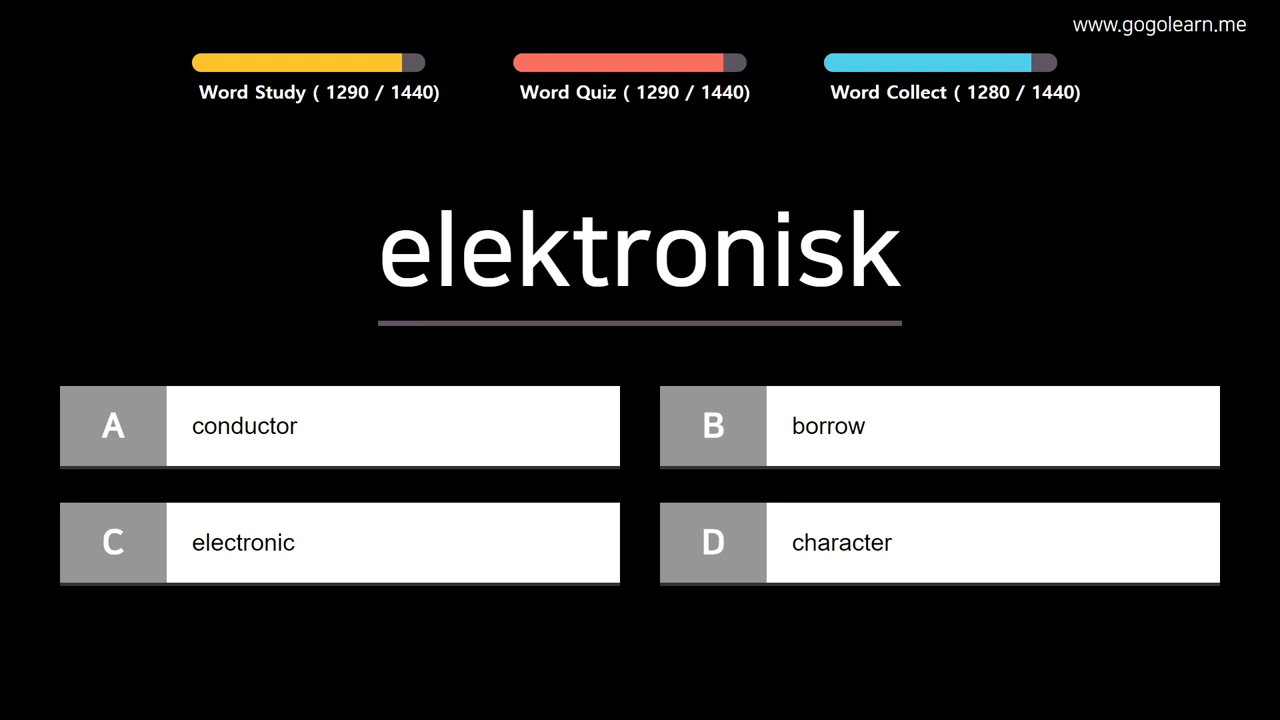 www.gogolearn.me
Word Study ( 1290 / 1440)
Word Quiz ( 1290 / 1440)
Word Collect ( 1280 / 1440)
elektronisk
A conductor
B borrow
C electronic
D character